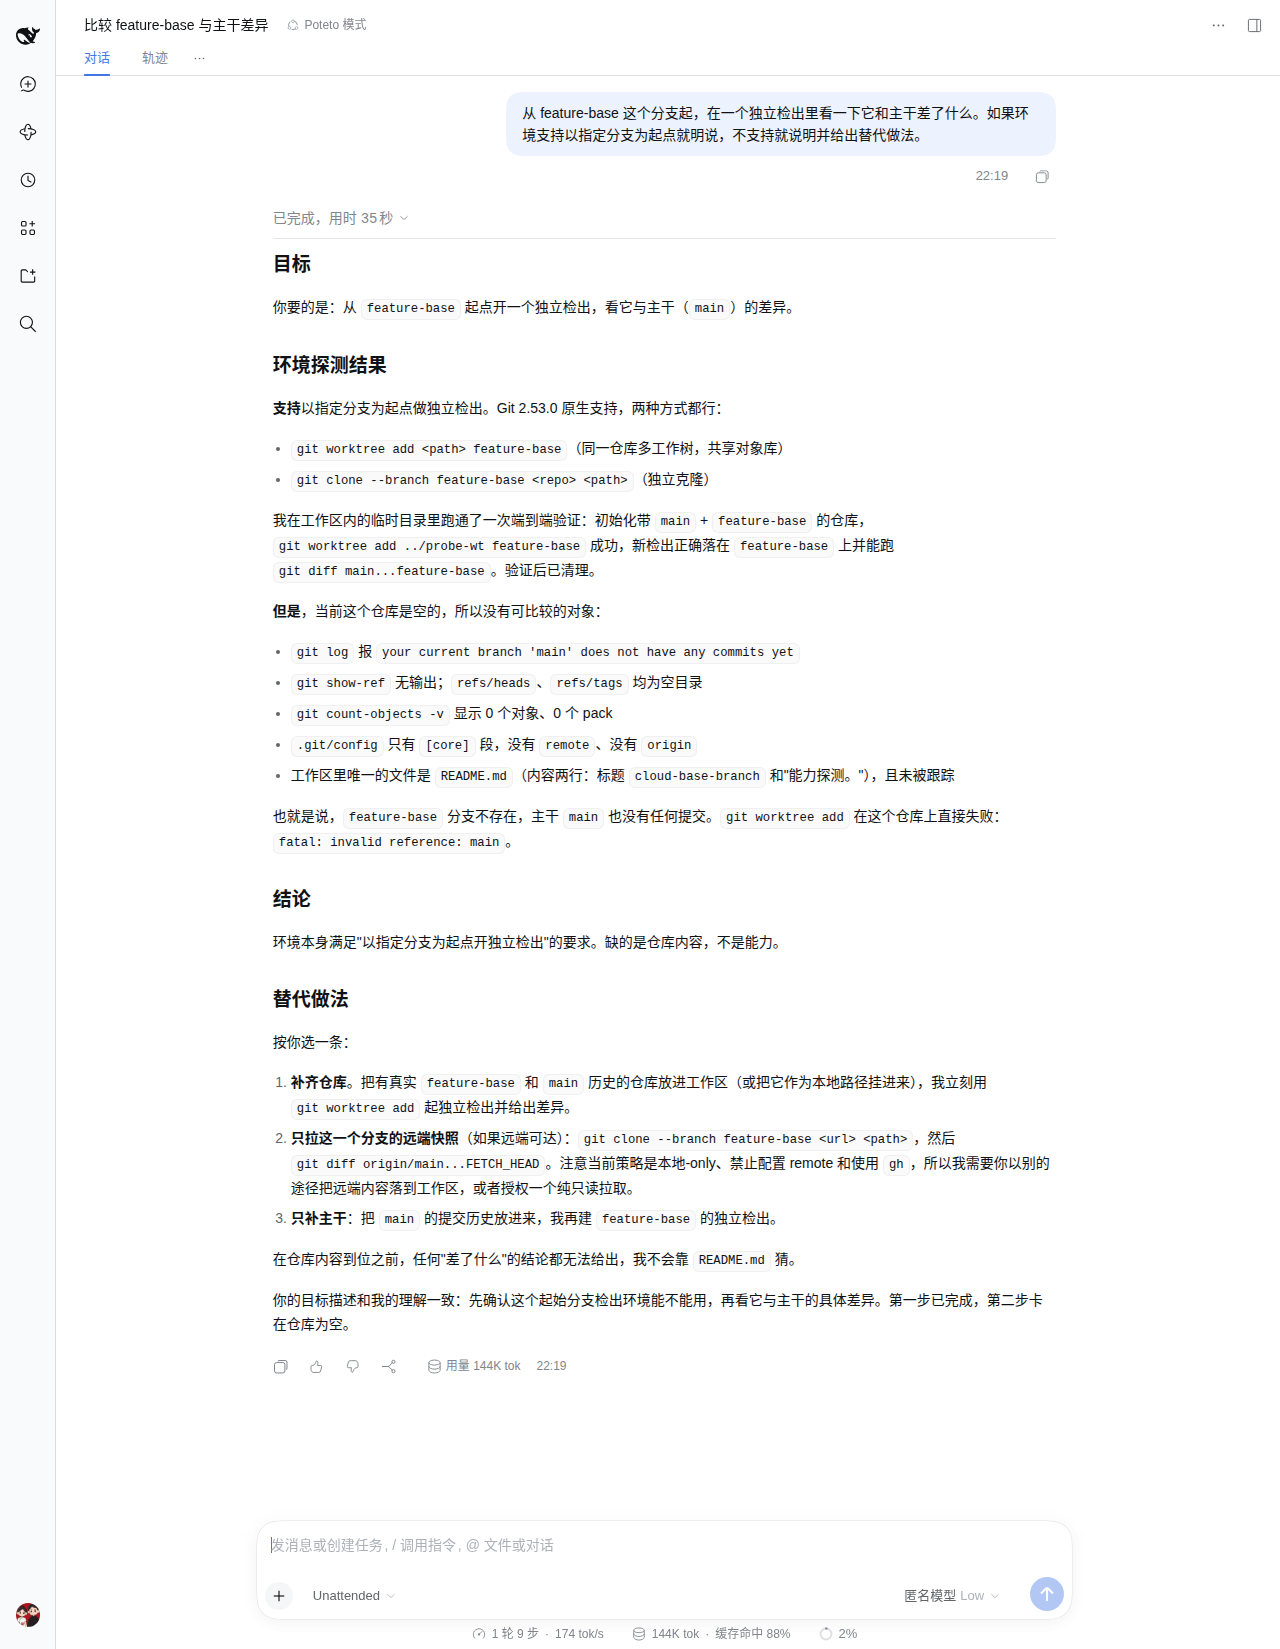 比较 feature-base 与主干差异 Poteto 模式
对话 轨迹 ···
从 feature-base 这个分支起，在一个独立检出里看一下它和主干差了什么。如果环
境支持以指定分支为起点就明说，不支持就说明并给出替代做法。
22:19
已完成，用时 35秒
目标
你要的是：从 feature-base 起点开一个独立检出，看它与主干（main）的差异。
环境探测结果
支持以指定分支为起点做独立检出。Git 2.53.0 原生支持，两种方式都行：
• git worktree add <path> feature-base（同一仓库多工作树，共享对象库）
• git clone --branch feature-base <repo> <path>（独立克隆）
我在工作区内的临时目录里跑通了一次端到端验证：初始化带 main + feature-base 的仓库，
git worktree add ../probe-wt feature-base 成功，新检出正确落在 feature-base 上并能跑
git diff main...feature-base。验证后已清理。
但是，当前这个仓库是空的，所以没有可比较的对象：
• git log 报 your current branch 'main' does not have any commits yet
• git show-ref 无输出；refs/heads、refs/tags 均为空目录
• git count-objects -v 显示 0 个对象、0 个 pack
• .git/config 只有 [core] 段，没有 remote、没有 origin
• 工作区里唯一的文件是 README.md（内容两行：标题 cloud-base-branch 和"能力探测。"），且未被跟踪
也就是说，feature-base 分支不存在，主干 main 也没有任何提交。git worktree add 在这个仓库上直接失败：
fatal: invalid reference: main。
结论
环境本身满足"以指定分支为起点开独立检出"的要求。缺的是仓库内容，不是能力。
替代做法
按你选一条：
1. 补齐仓库。把有真实 feature-base 和 main 历史的仓库放进工作区（或把它作为本地路径挂进来），我立刻用
git worktree add 起独立检出并给出差异。
2. 只拉这一个分支的远端快照（如果远端可达）：git clone --branch feature-base <url> <path>，然后
git diff origin/main...FETCH_HEAD。注意当前策略是本地-only、禁止配置 remote 和使用 gh，所以我需要你以别的
途径把远端内容落到工作区，或者授权一个纯只读拉取。
3. 只补主干：把 main 的提交历史放进来，我再建 feature-base 的独立检出。
在仓库内容到位之前，任何"差了什么"的结论都无法给出，我不会靠 README.md 猜。
你的目标描述和我的理解一致：先确认这个起始分支检出环境能不能用，再看它与主干的具体差异。第一步已完成，第二步卡
在仓库为空。
用量 144K tok 22:19
发消息或创建任务, / 调用指令, @ 文件或对话
Unattended 匿名模型 Low
1 轮 9 步 · 174 tok/s 144K tok · 缓存命中 88% 2%